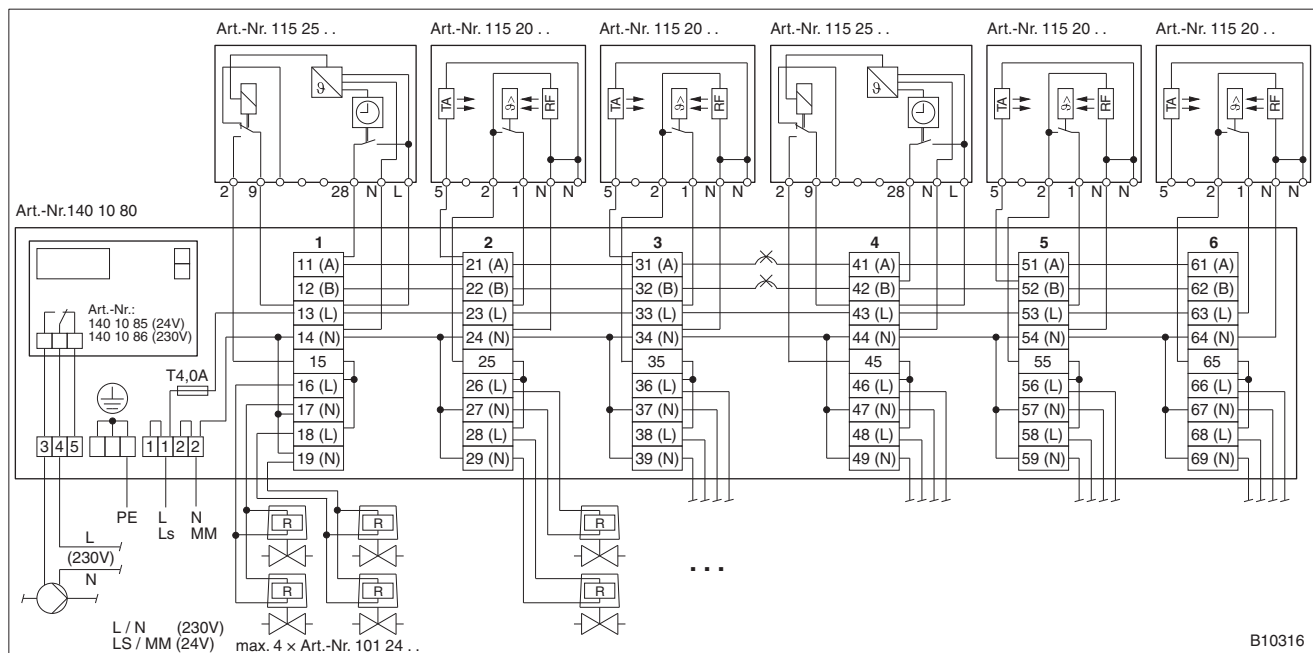 Art.-Nr. 115 25 . .
Art.-Nr. 115 20 . .
Art.-Nr. 115 20 . .
Art.-Nr. 115 25 . .
Art.-Nr. 115 20 . .
Art.-Nr. 115 20 . .
ϑ
TA
ϑ>
RF
TA
ϑ>
RF
ϑ
TA
ϑ>
RF
TA
ϑ>
RF
2 9 28 N L
5 2 1 N N
5 2 1 N N
2 9 28 N L
5 2 1 N N
5 2 1 N N
Art.-Nr.140 10 80
Art.-Nr.:
140 10 85 (24V)
140 10 86 (230V)
T4,0A
3 4 5
1 1 2 2
PE
L
Ls
N
MM
L
(230V)
N
L / N (230V)
LS / MM (24V)
1
11 (A)
12 (B)
13 (L)
14 (N)
15
16 (L)
17 (N)
18 (L)
19 (N)
2
21 (A)
22 (B)
23 (L)
24 (N)
25
26 (L)
27 (N)
28 (L)
29 (N)
3
31 (A)
32 (B)
33 (L)
34 (N)
35
36 (L)
37 (N)
38 (L)
39 (N)
4
41 (A)
42 (B)
43 (L)
44 (N)
45
46 (L)
47 (N)
48 (L)
49 (N)
5
51 (A)
52 (B)
53 (L)
54 (N)
55
56 (L)
57 (N)
58 (L)
59 (N)
6
61 (A)
62 (B)
63 (L)
64 (N)
65
66 (L)
67 (N)
68 (L)
69 (N)
R
R
R
R
R
R
. . .
max. 4 × Art.-Nr. 101 24 . .
B10316